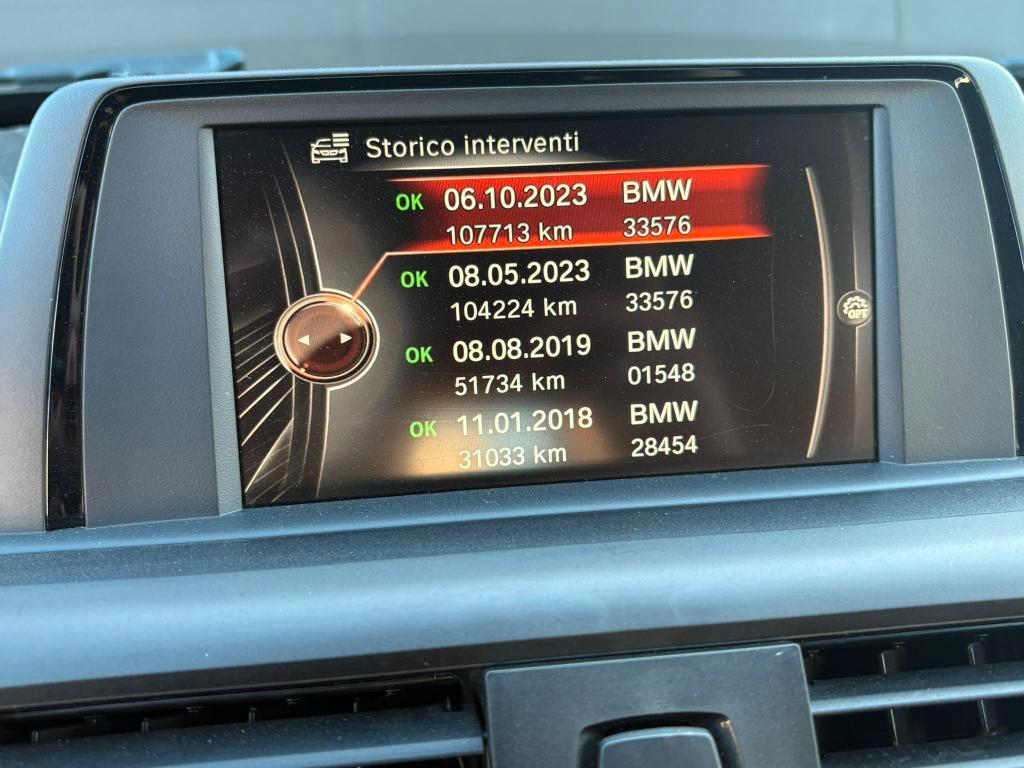 Storico interventi
OK 06.10.2023 BMW
107713 km 33576
OK 08.05.2023 BMW
104224 km 33576
OPT
OK 08.08.2019 BMW
51734 km 01548
OK 11.01.2018 BMW
31033 km 28454